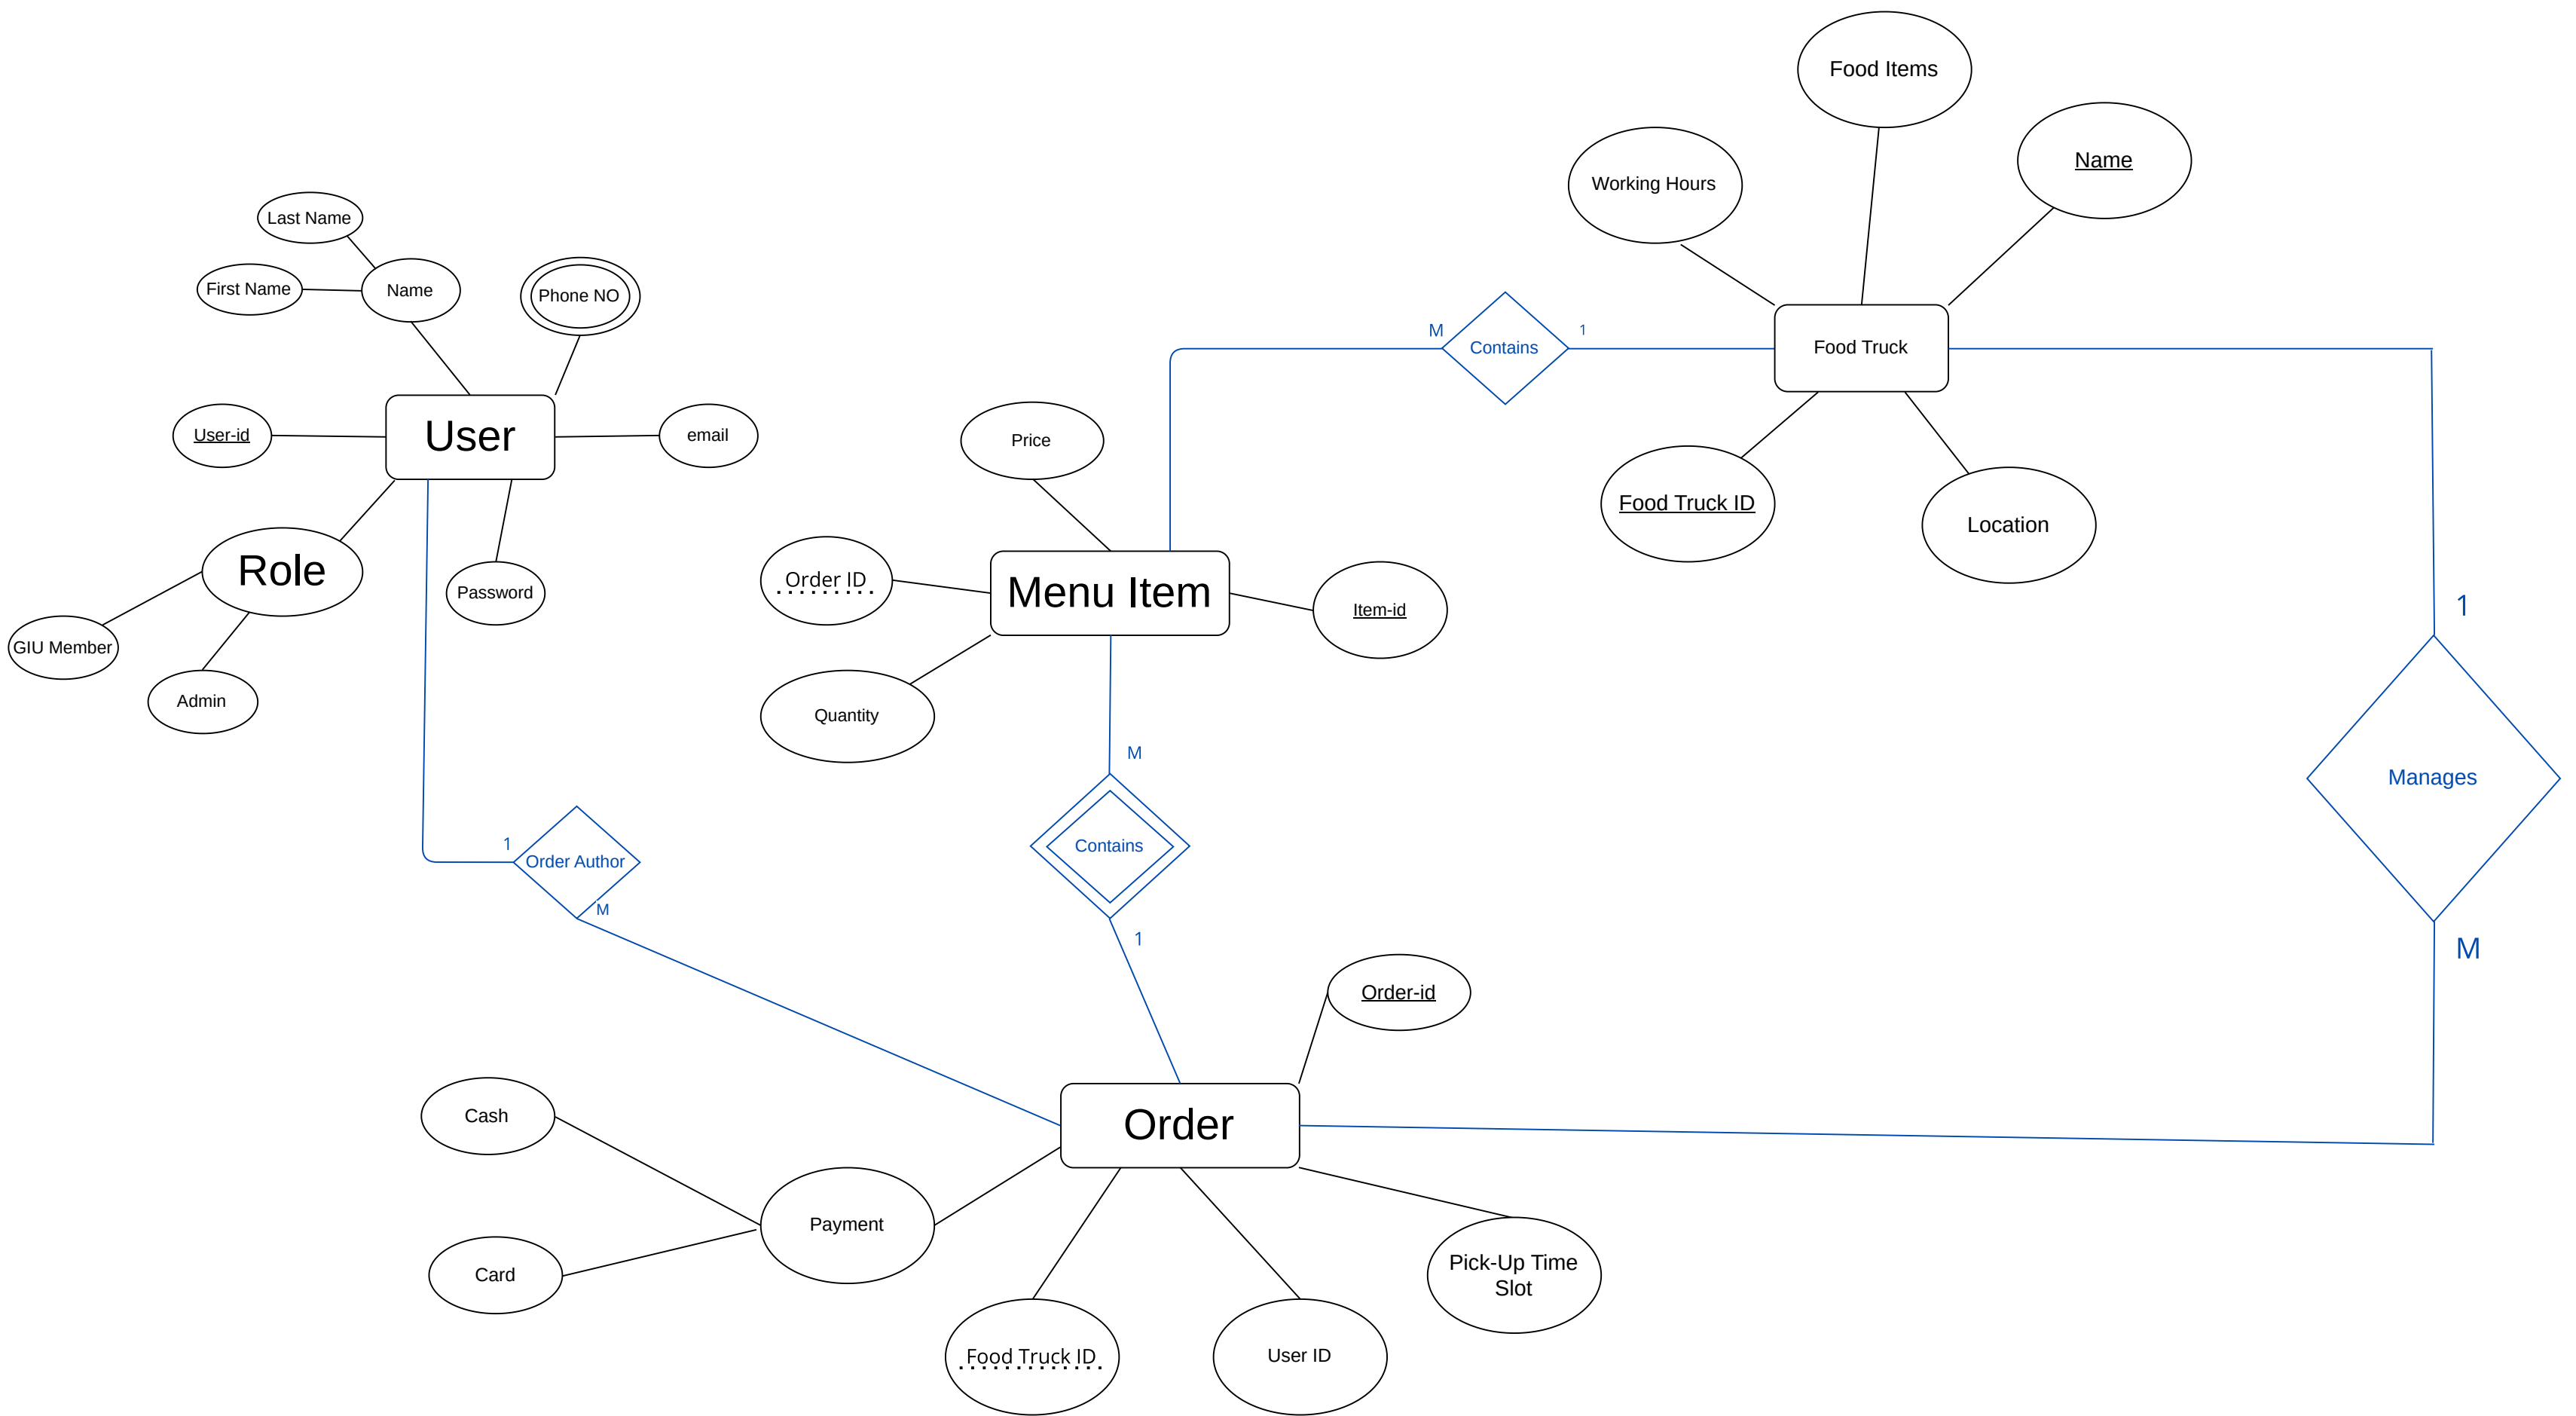 Food Items
Name
Working Hours
Last Name
First Name
Name
Phone NO
M
Contains
1
Food Truck
User-id
User
email
Price
Food Truck ID
Location
Role
Password
Order ID
Menu Item
Item-id
1
GIU Member
Admin
Quantity
M
Manages
1
Order Author
Contains
M
1
M
Order-id
Cash
Order
Payment
Card
Pick-Up Time
Slot
Food Truck ID
User ID